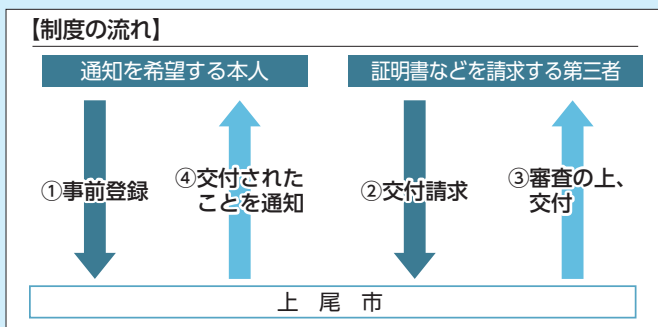 【制度の流れ】
通知を希望する本人
証明書などを請求する第三者
①事前登録
④交付された
ことを通知
②交付請求
③審査の上、
交付
上尾市